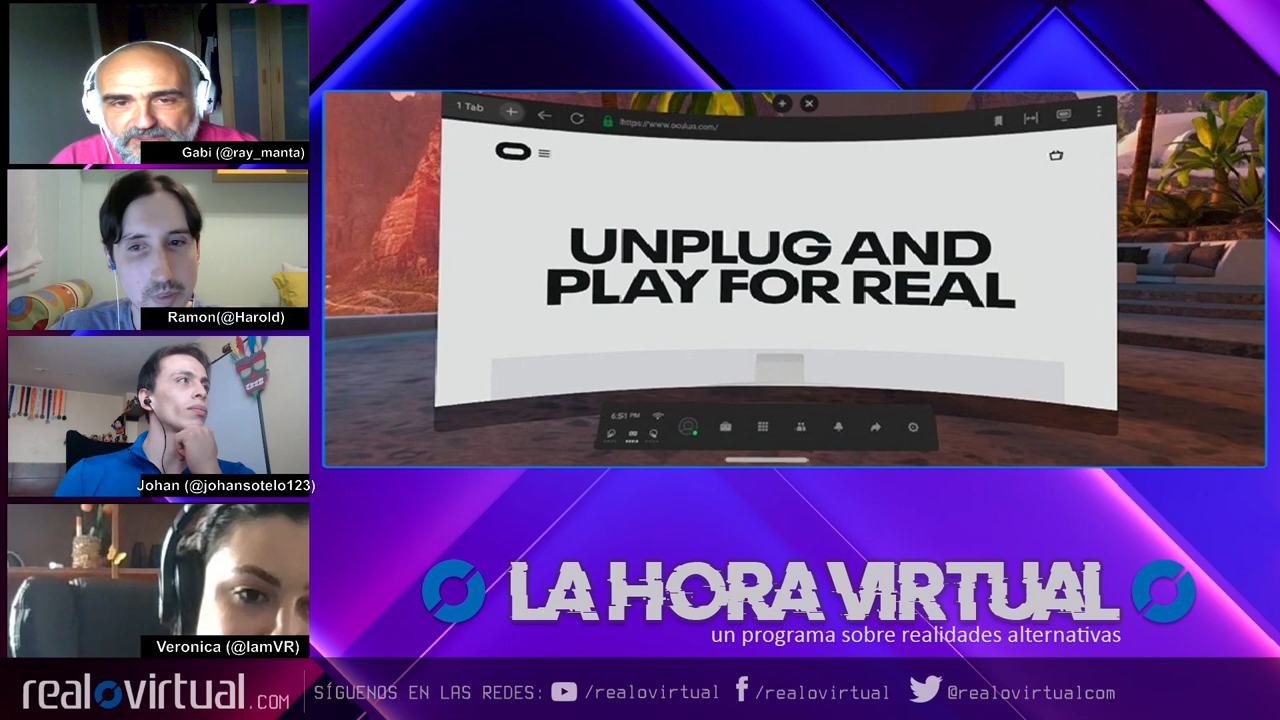 Gabi (@ray_manta)
Ramon(@Harold)
Johan (@johansotelo123)
Veronica (@IamVR)
1 Tab
https://www.oculus.com/
UNPLUG AND
PLAY FOR REAL
6:51 PM
LA HORA VIRTUAL
un programa sobre realidades alternativas
realovirtual.COM
SÍGUENOS EN LAS REDES: /realovirtual /realovirtual @realovirtualcom